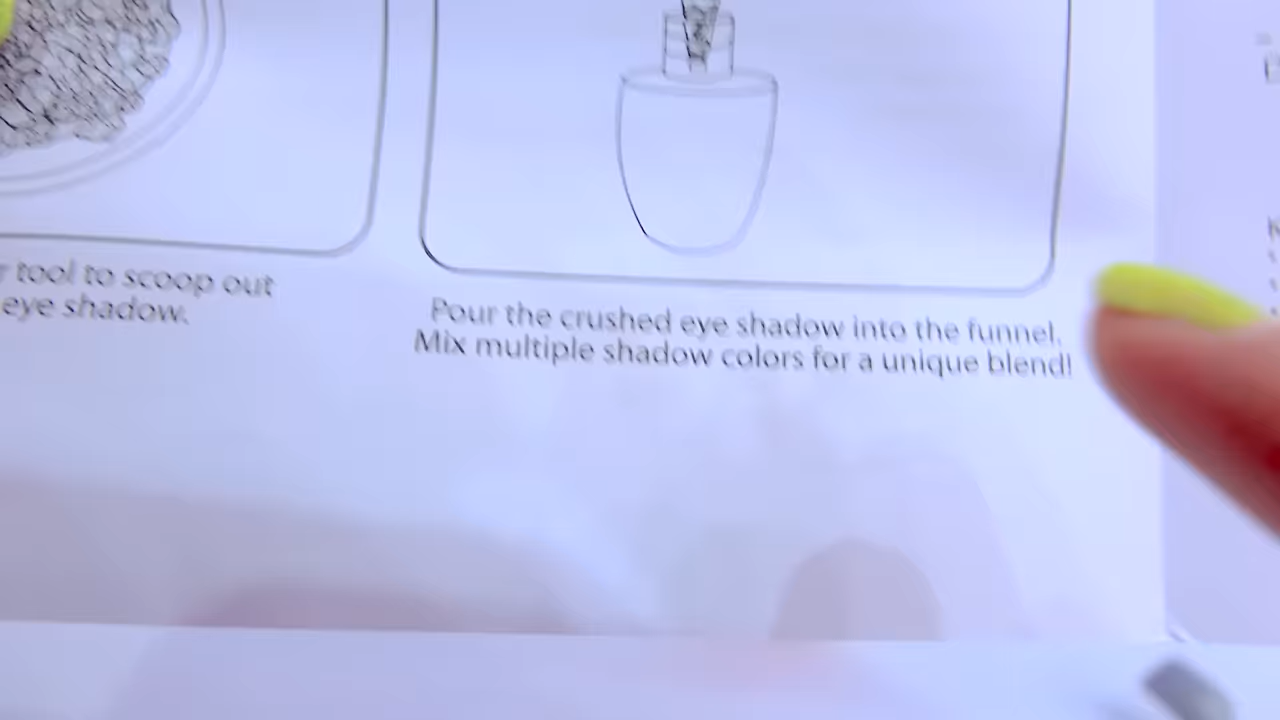 tool to scoop out
eye shadow.
Pour the crushed eye shadow into the funnel.
Mix multiple shadow colors for a unique blend!